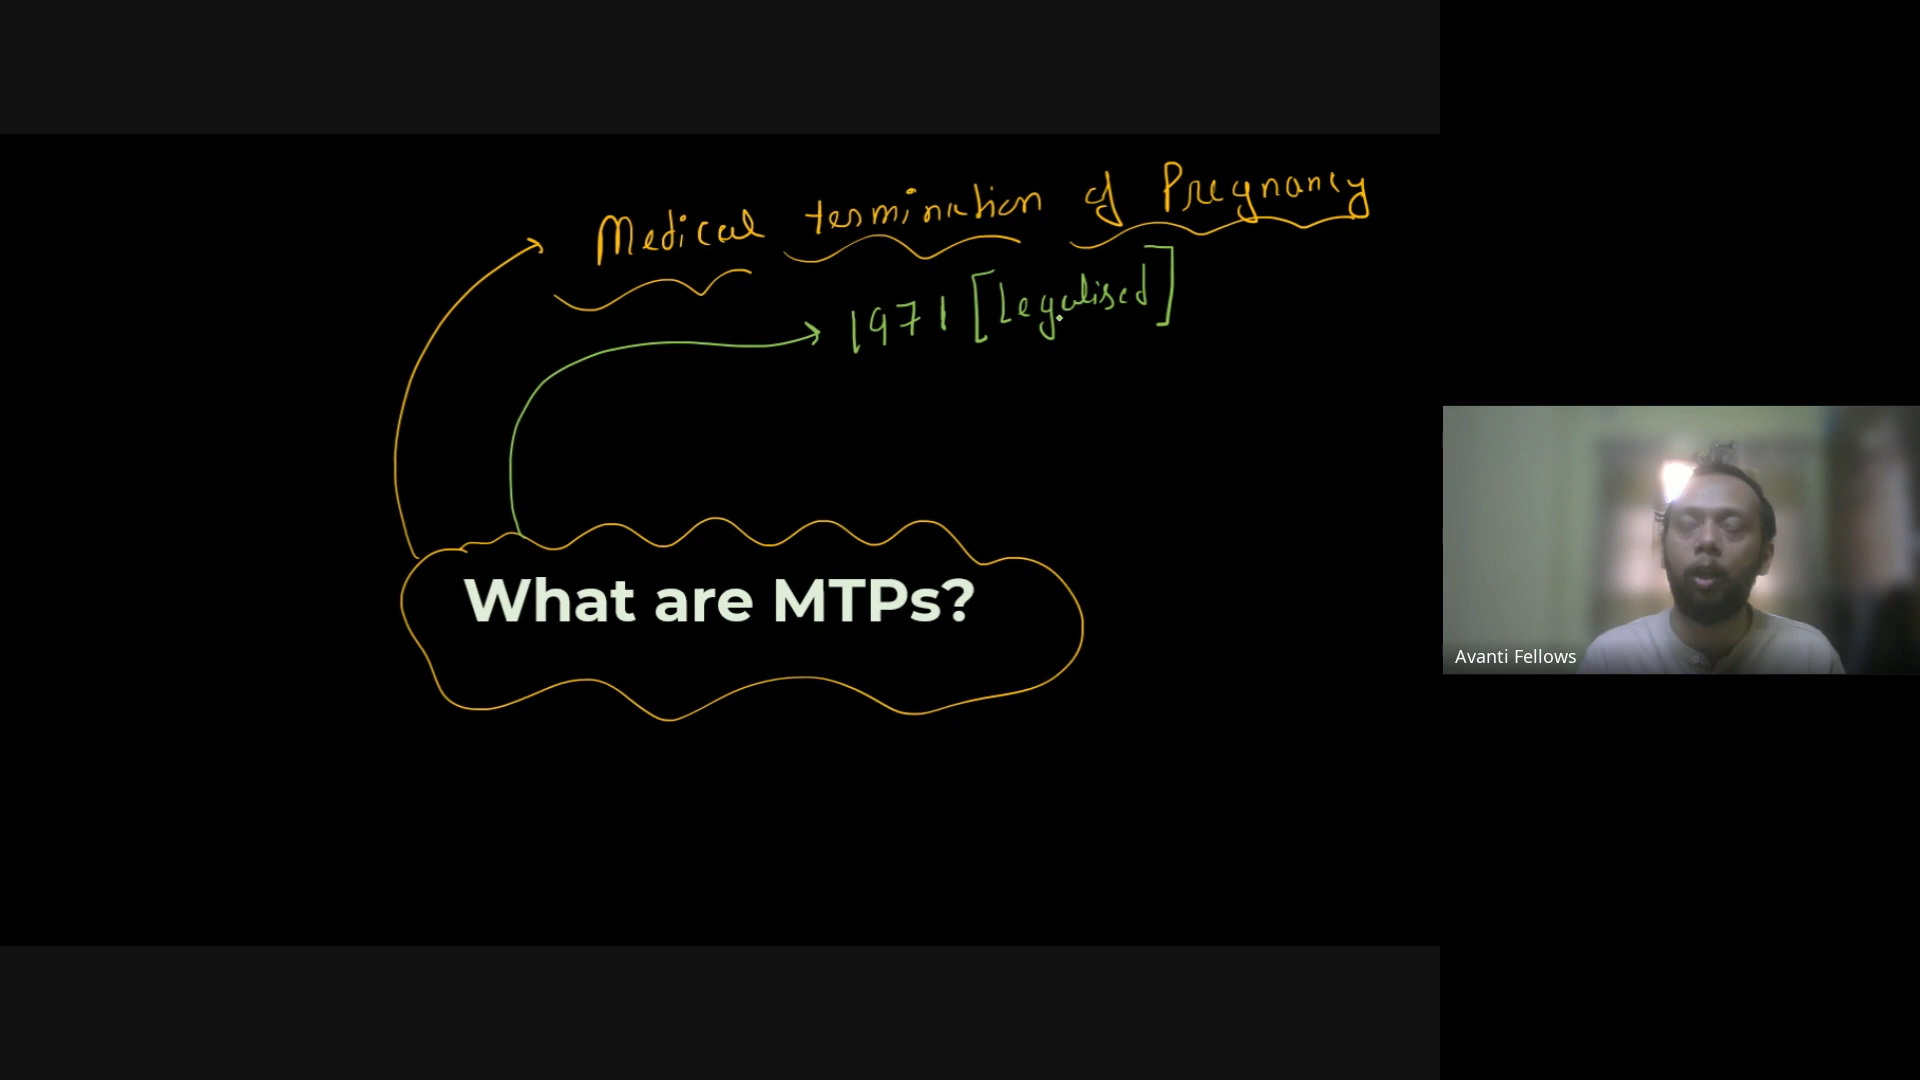 Medical termination of Pregnancy
1971 [Legalised]
What are MTPs?
Avanti Fellows